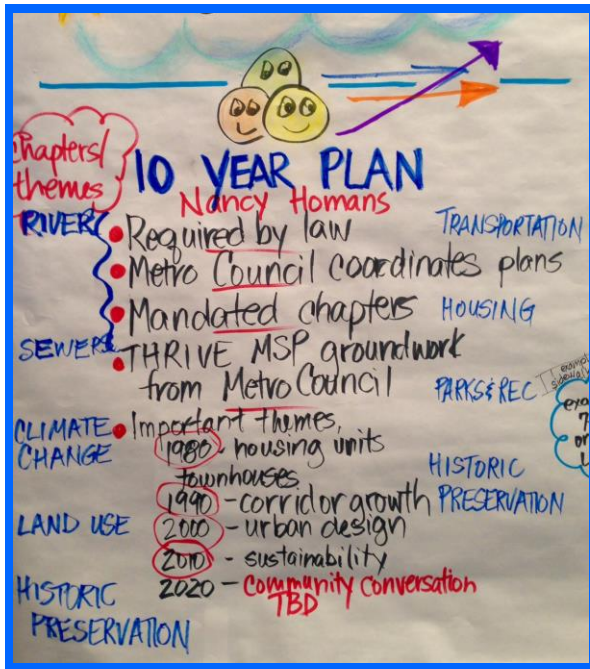 chapters/
themes
10 YEAR PLAN
Nancy Homans
RIVER
• Required by law
TRANSPORTATION
• Metro Council coordinates plans
• Mandated chapters
HOUSING
SEWERS
• THRIVE MSP groundwork
from Metro Council
PARKS & REC
CLIMATE
CHANGE
• Important themes,
1980 - housing units
townhouses
1990 - corridor growth
HISTORIC
PRESERVATION
LAND USE
2000 - urban design
2010 - sustainability
2020 - Community Conversation
TBD
HISTORIC
PRESERVATION